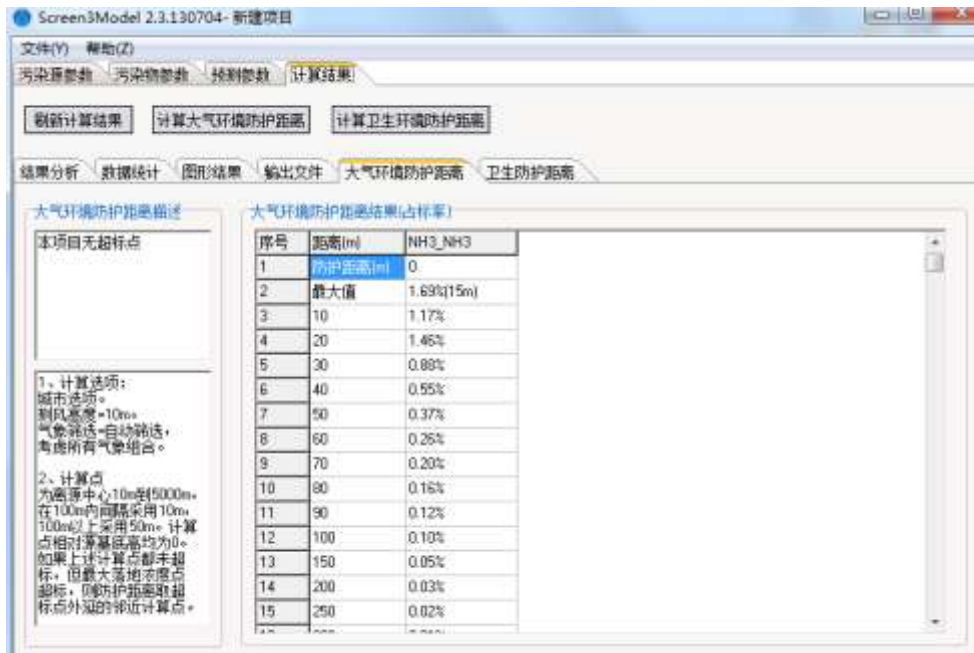 Screen3Model 2.3.130704- 新建项目
文件(Y) 帮助(Z)
污染源参数 污染物参数 预测参数 计算结果
刷新计算结果 计算大气环境防护距离 计算卫生环境防护距离
结果分析 数据统计 图形结果 输出文件 大气环境防护距离 卫生防护距离
大气环境防护距离描述
本项目无超标点
1、计算选项:
城市选项。
测风高度=10m。
气象筛选=自动筛选,
考虑所有气象组合。
2、计算点
为离源中心10m到5000m。
在100m内间隔采用10m,
100m以上采用50m。计算
点相对源基底高均为0。
如果上述计算点都未超
标,但最大落地浓度点
超标,则防护距离取超
标点外延的邻近计算点。
大气环境防护距离结果(占标率)
序号 距离(m) NH3_NH3
1 防护距离(m) 0
2 最大值 1.69%(15m)
3 10 1.17%
4 20 1.46%
5 30 0.88%
6 40 0.55%
7 50 0.37%
8 60 0.26%
9 70 0.20%
10 80 0.16%
11 90 0.12%
12 100 0.10%
13 150 0.05%
14 200 0.03%
15 250 0.02%